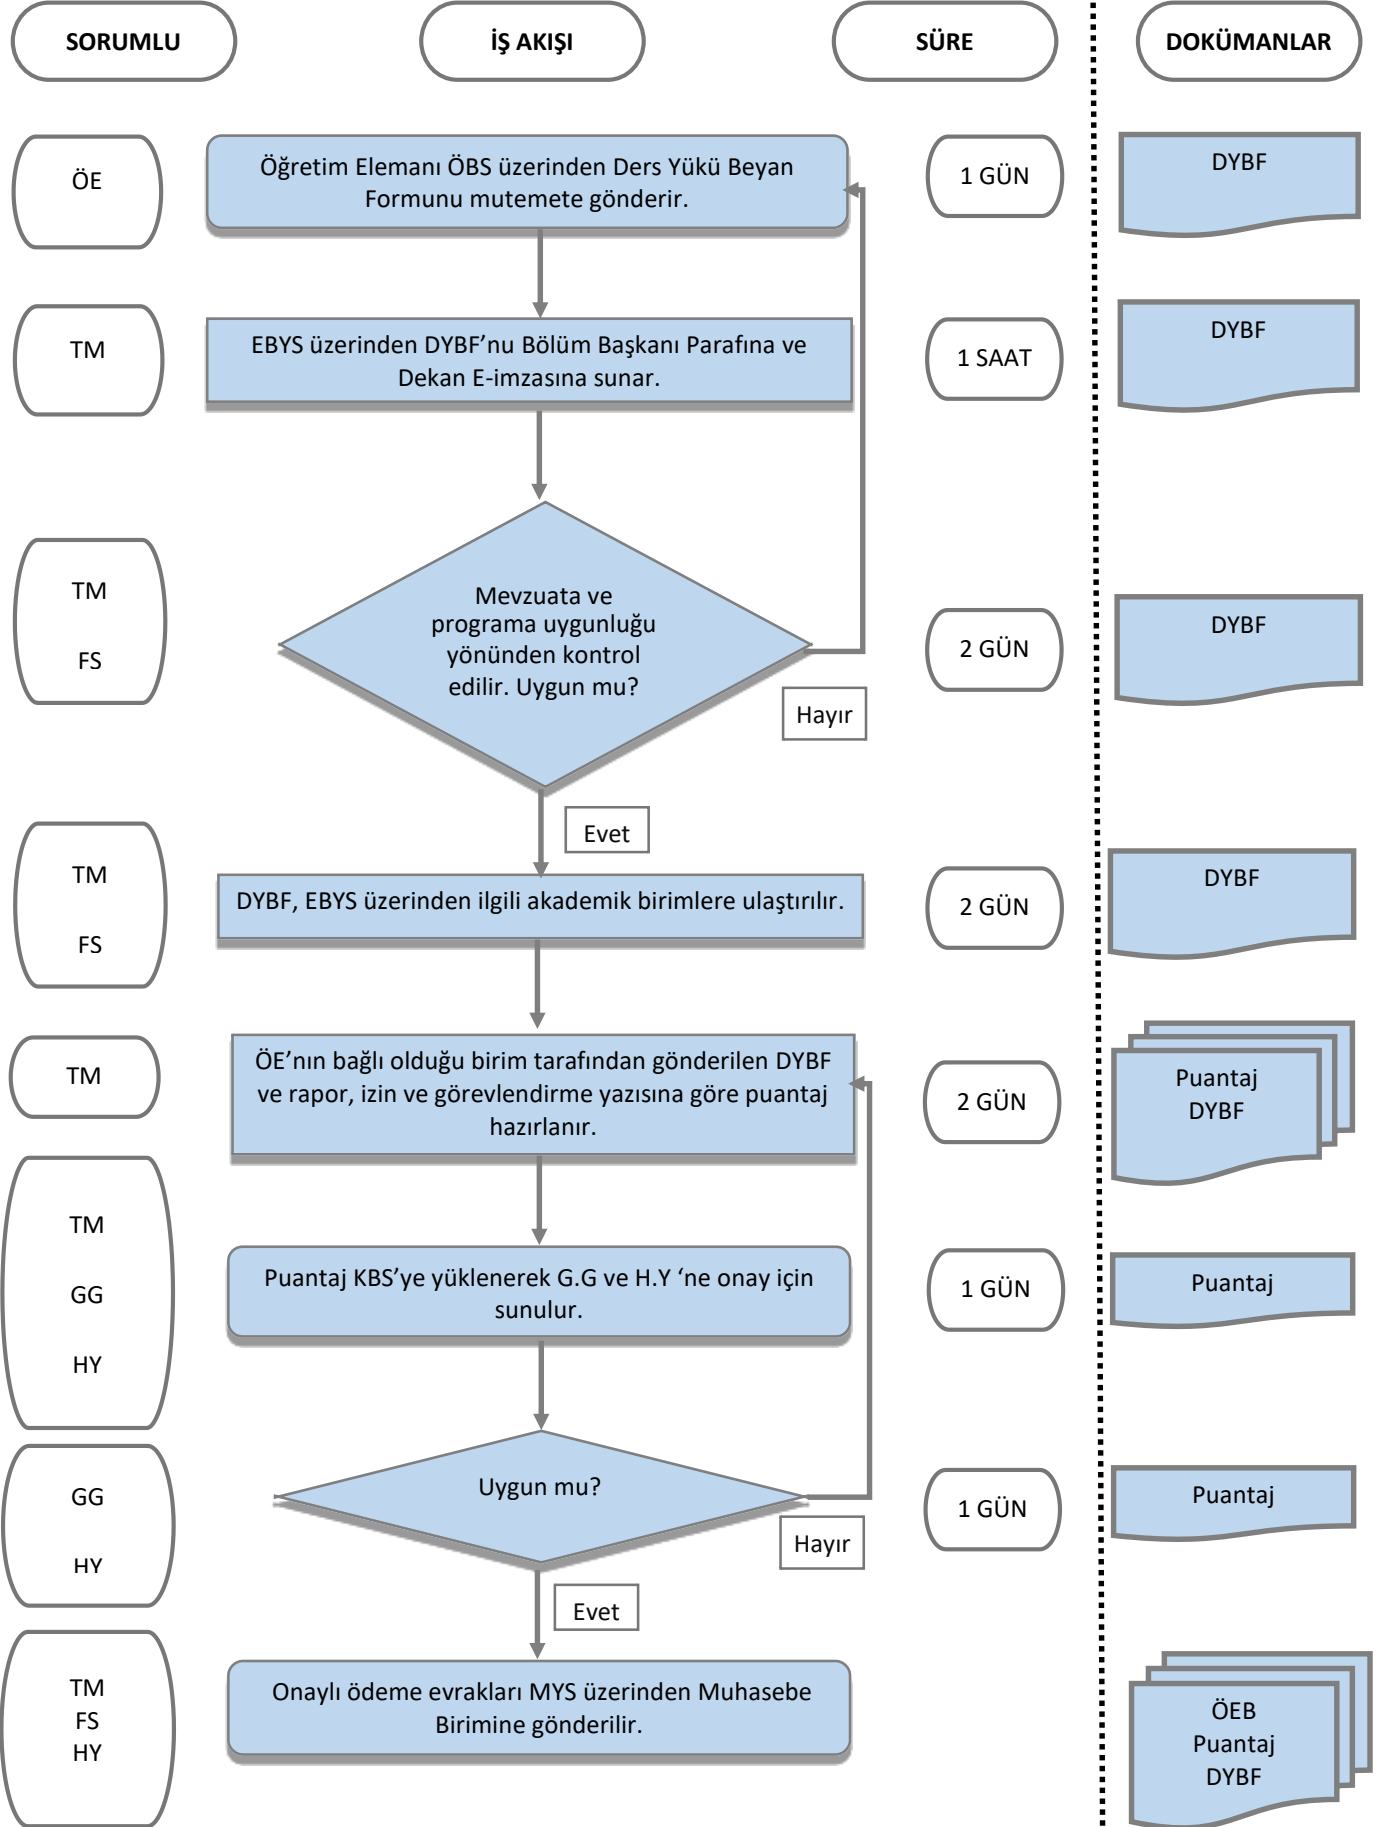 SORUMLU
İŞ AKIŞI
SÜRE
DOKÜMANLAR
ÖE
Öğretim Elemanı ÖBS üzerinden Ders Yükü Beyan
Formunu mutemete gönderir.
1 GÜN
DYBF
TM
EBYS üzerinden DYBF’nu Bölüm Başkanı Parafına ve
Dekan E-imzasına sunar.
1 SAAT
DYBF
TM
FS
Mevzuata ve
programa uygunluğu
yönünden kontrol
edilir. Uygun mu?
Hayır
2 GÜN
DYBF
Evet
TM
FS
DYBF, EBYS üzerinden ilgili akademik birimlere ulaştırılır.
2 GÜN
DYBF
TM
ÖE’nın bağlı olduğu birim tarafından gönderilen DYBF
ve rapor, izin ve görevlendirme yazısına göre puantaj
hazırlanır.
2 GÜN
Puantaj
DYBF
TM
GG
HY
Puantaj KBS’ye yüklenerek G.G ve H.Y ‘ne onay için
sunulur.
1 GÜN
Puantaj
GG
HY
Uygun mu?
Hayır
1 GÜN
Puantaj
Evet
TM
FS
HY
Onaylı ödeme evrakları MYS üzerinden Muhasebe
Birimine gönderilir.
ÖEB
Puantaj
DYBF